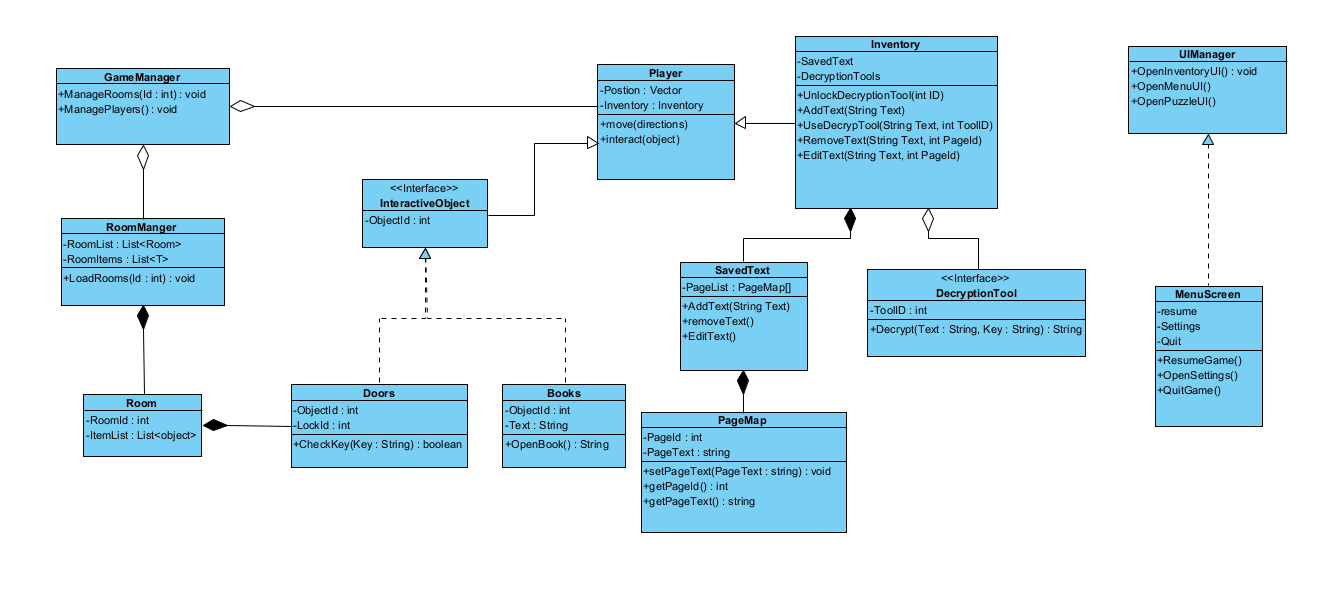 GameManager
+ManageRooms(Id : int) : void
+ManagePlayers() : void
Player
-Postion : Vector
-Inventory : Inventory
+move(directions)
+interact(object)
Inventory
-SavedText
-DecryptionTools
+UnlockDecryptionTool(int ID)
+AddText(String Text)
+UseDecrypTool(String Text, int ToolID)
+RemoveText(String Text, int PageId)
+EditText(String Text, int PageId)
UIManager
+OpenInventoryUI() : void
+OpenMenuUI()
+OpenPuzzleUI()
<<Interface>>
InteractiveObject
-ObjectId : int
RoomManger
-RoomList : List<Room>
-RoomItems : List<T>
+LoadRooms(Id : int) : void
SavedText
-PageList : PageMap[]
+AddText(String Text)
+removeText()
+EditText()
<<Interface>>
DecryptionTool
-ToolID : int
+Decrypt(Text : String, Key : String) : String
MenuScreen
-resume
-Settings
-Quit
+ResumeGame()
+OpenSettings()
+QuitGame()
Room
-RoomId : int
-ItemList : List<object>
Doors
-ObjectId : int
-LockId : int
+CheckKey(Key : String) : boolean
Books
-ObjectId : int
-Text : String
+OpenBook() : String
PageMap
-PageId : int
-PageText : string
+setPageText(PageText : string) : void
+getPageId() : int
+getPageText() : string